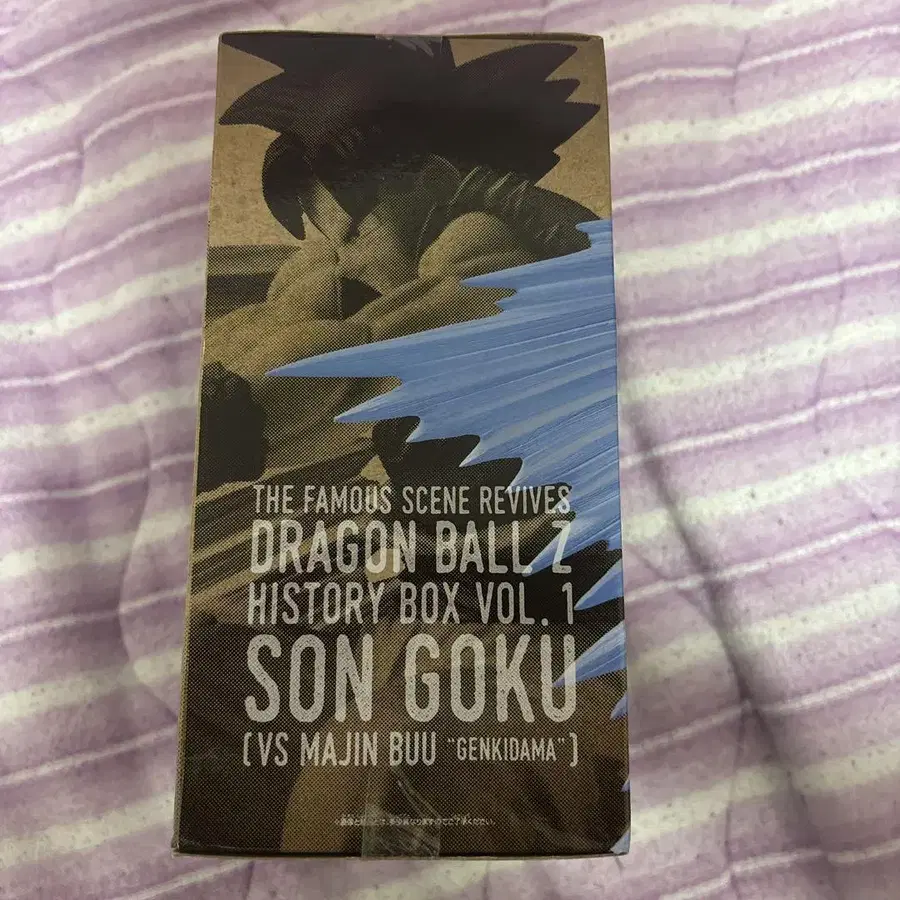 THE FAMOUS SCENE REVIVES
DRAGON BALL Z
HISTORY BOX VOL. 1
SON GOKU
(VS MAJIN BUU "GENKIDAMA")